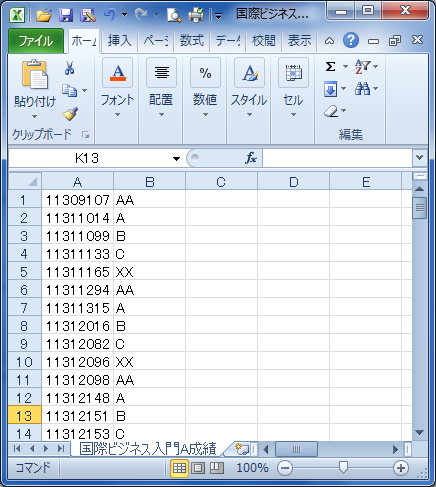 国際ビジネス...
ファイル ホーム 挿入 ページ 数式 データ 校閲 表示
貼り付け フォント 配置 数値 スタイル セル
クリップボード 編集
K13 fx
A B C D E
1 11309107 AA
2 11311014 A
3 11311099 B
4 11311133 C
5 11311165 XX
6 11311294 AA
7 11311315 A
8 11312016 B
9 11312082 C
10 11312096 XX
11 11312098 AA
12 11312148 A
13 11312151 B
14 11312153 C
国際ビジネス入門A成績
コマンド 100%